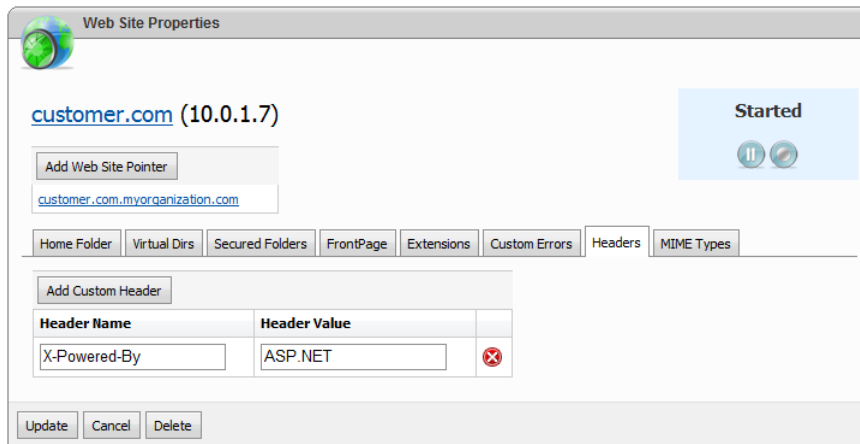 Web Site Properties
customer.com (10.0.1.7)
Started
Add Web Site Pointer
customer.com.myorganization.com
Home Folder Virtual Dirs Secured Folders FrontPage Extensions Custom Errors Headers MIME Types
Add Custom Header
Header Name Header Value
X-Powered-By ASP.NET
Update Cancel Delete